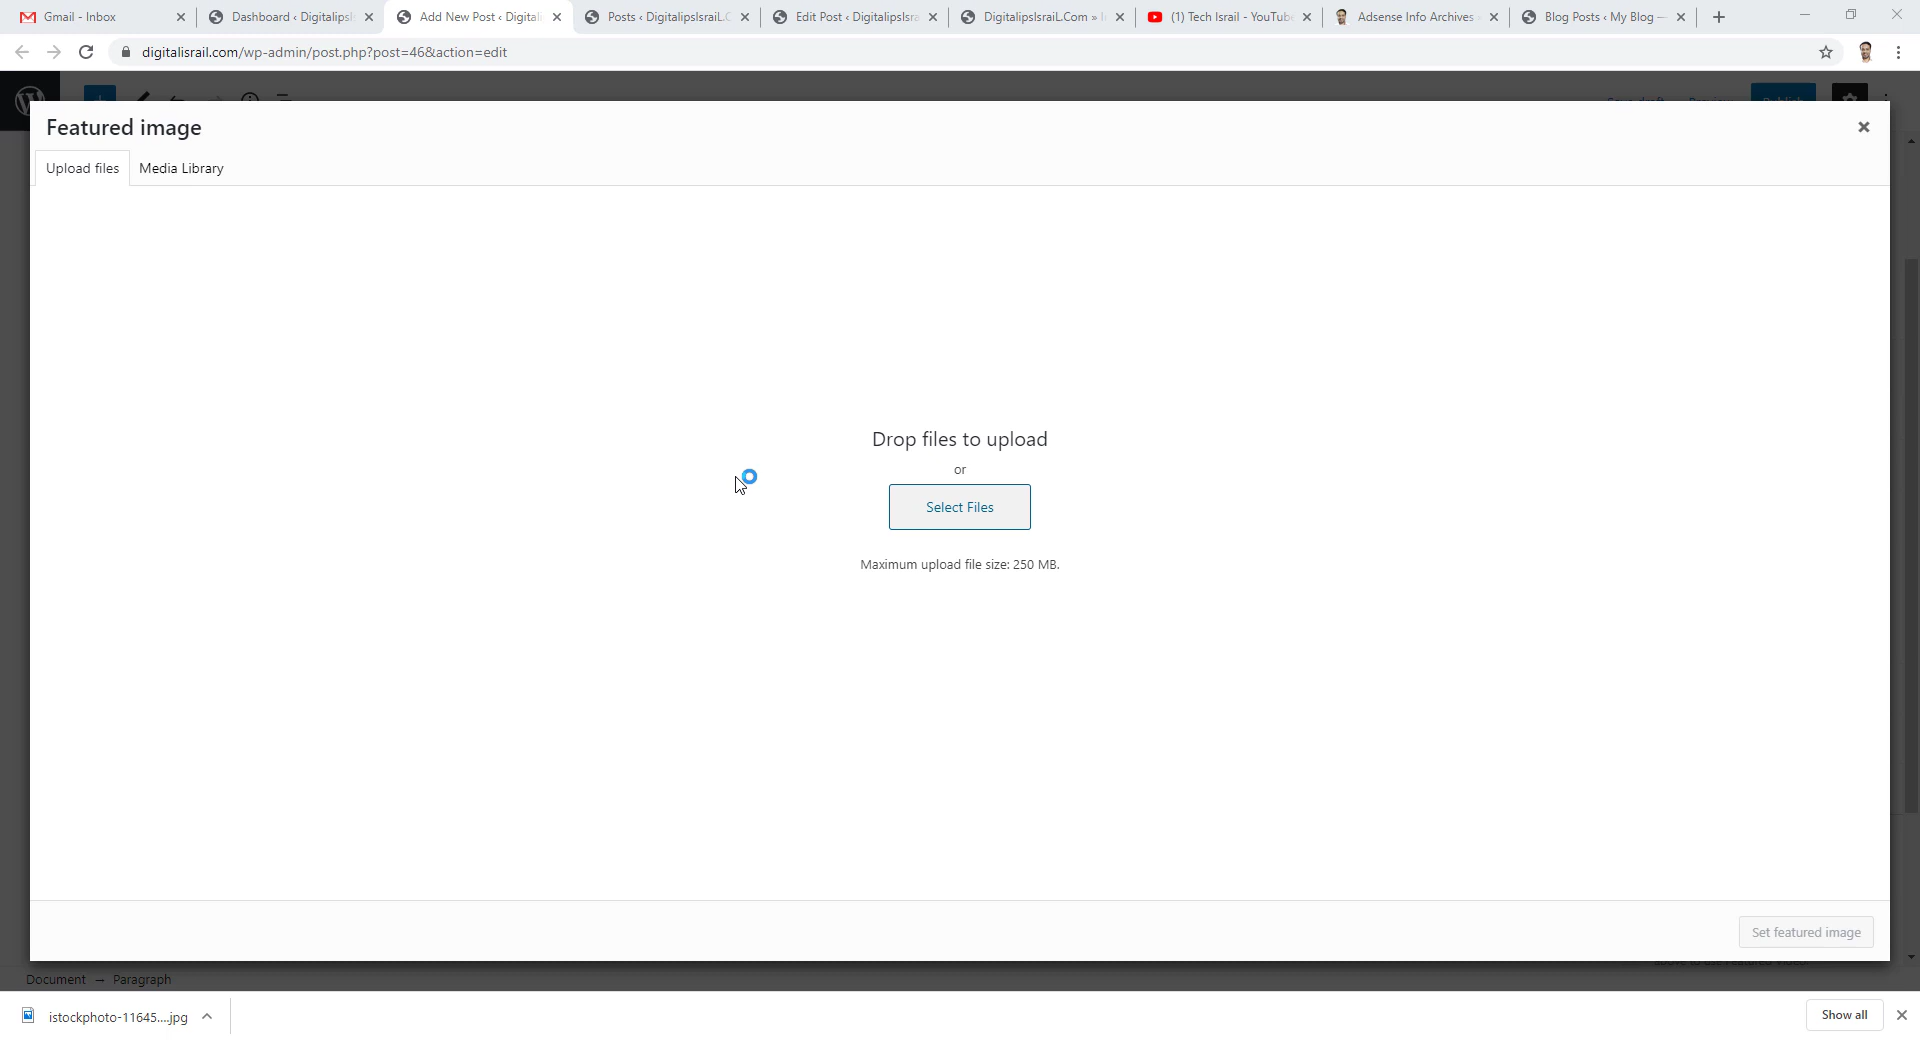 Gmail - Inbox
Dashboard ‹ Digitalipsl
Add New Post ‹ Digitali
Posts ‹ DigitalipsIsraiL.C
Edit Post ‹ DigitalipsIsra
DigitalipsIsraiL.Com » I
(1) Tech Israil - YouTube
Adsense Info Archives
Blog Posts ‹ My Blog —
digitalisrail.com/wp-admin/post.php?post=46&action=edit
Featured image
Upload files
Media Library
Drop files to upload
or
Select Files
Maximum upload file size: 250 MB.
Set featured image
Document → Paragraph
istockphoto-11645....jpg
Show all